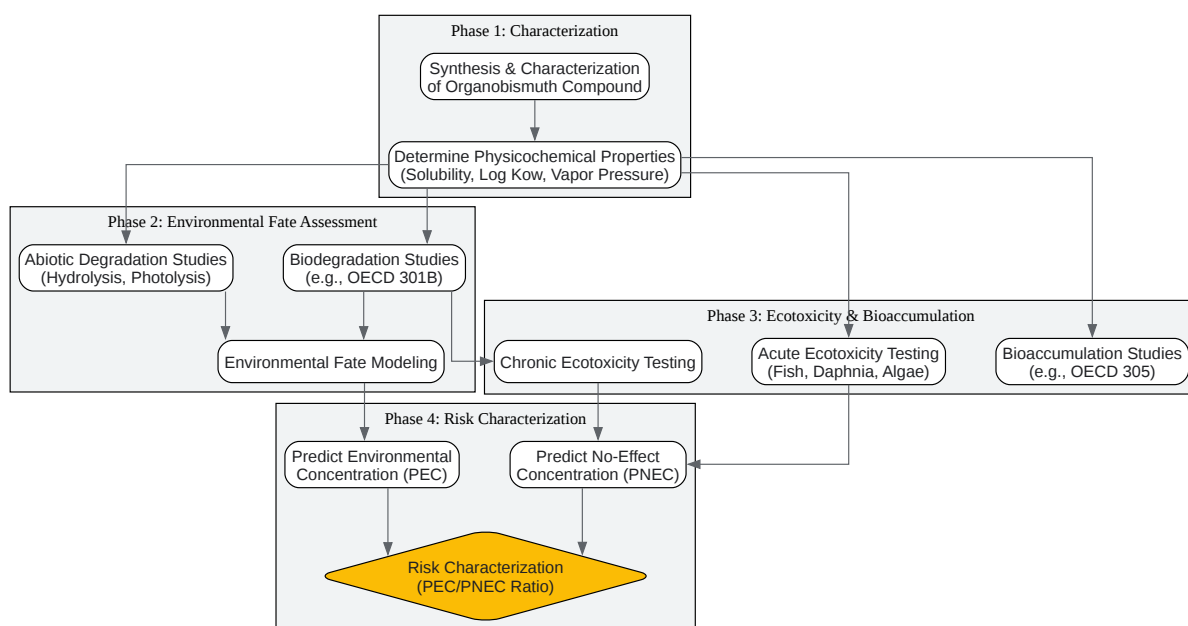 Phase 1: Characterization
Synthesis & Characterization
of Organobismuth Compound
Determine Physicochemical Properties
(Solubility, Log Kow, Vapor Pressure)
Phase 2: Environmental Fate Assessment
Abiotic Degradation Studies
(Hydrolysis, Photolysis)
Biodegradation Studies
(e.g., OECD 301B)
Environmental Fate Modeling
Phase 3: Ecotoxicity & Bioaccumulation
Chronic Ecotoxicity Testing
Acute Ecotoxicity Testing
(Fish, Daphnia, Algae)
Bioaccumulation Studies
(e.g., OECD 305)
Phase 4: Risk Characterization
Predict Environmental
Concentration (PEC)
Predict No-Effect
Concentration (PNEC)
Risk Characterization
(PEC/PNEC Ratio)